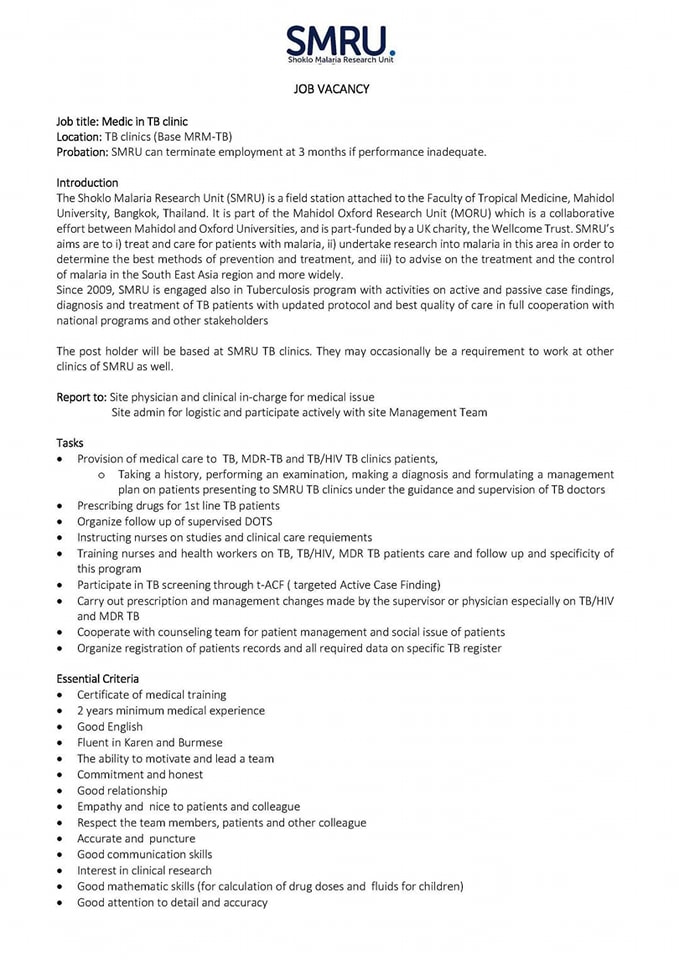 SMRU.
Shoklo Malaria Research Unit
JOB VACANCY
Job title: Medic in TB clinic
Location: TB clinics (Base MRM-TB)
Probation: SMRU can terminate employment at 3 months if performance inadequate.
Introduction
The Shoklo Malaria Research Unit (SMRU) is a field station attached to the Faculty of Tropical Medicine, Mahidol
University, Bangkok, Thailand. It is part of the Mahidol Oxford Research Unit (MORU) which is a collaborative
effort between Mahidol and Oxford Universities, and is part-funded by a UK charity, the Wellcome Trust. SMRU's
aims are to i) treat and care for patients with malaria, ii) undertake research into malaria in this area in order to
determine the best methods of prevention and treatment, and iii) to advise on the treatment and the control
of malaria in the South East Asia region and more widely.
Since 2009, SMRU is engaged also in Tuberculosis program with activities on active and passive case findings,
diagnosis and treatment of TB patients with updated protocol and best quality of care in full cooperation with
national programs and other stakeholders
The post holder will be based at SMRU TB clinics. They may occasionally be a requirement to work at other
clinics of SMRU as well.
Report to: Site physician and clinical in-charge for medical issue
Site admin for logistic and participate actively with site Management Team
Tasks
• Provision of medical care to TB, MDR-TB and TB/HIV TB clinics patients,
o Taking a history, performing an examination, making a diagnosis and formulating a management
plan on patients presenting to SMRU TB clinics under the guidance and supervision of TB doctors
• Prescribing drugs for 1st line TB patients
• Organize follow up of supervised DOTS
• Instructing nurses on studies and clinical care requiements
• Training nurses and health workers on TB, TB/HIV, MDR TB patients care and follow up and specificity of
this program
• Participate in TB screening through t-ACF ( targeted Active Case Finding)
• Carry out prescription and management changes made by the supervisor or physician especially on TB/HIV
and MDR TB
• Cooperate with counseling team for patient management and social issue of patients
• Organize registration of patients records and all required data on specific TB register
Essential Criteria
• Certificate of medical training
• 2 years minimum medical experience
• Good English
• Fluent in Karen and Burmese
• The ability to motivate and lead a team
• Commitment and honest
• Good relationship
• Empathy and nice to patients and colleague
• Respect the team members, patients and other colleague
• Accurate and puncture
• Good communication skills
• Interest in clinical research
• Good mathematic skills (for calculation of drug doses and fluids for children)
• Good attention to detail and accuracy